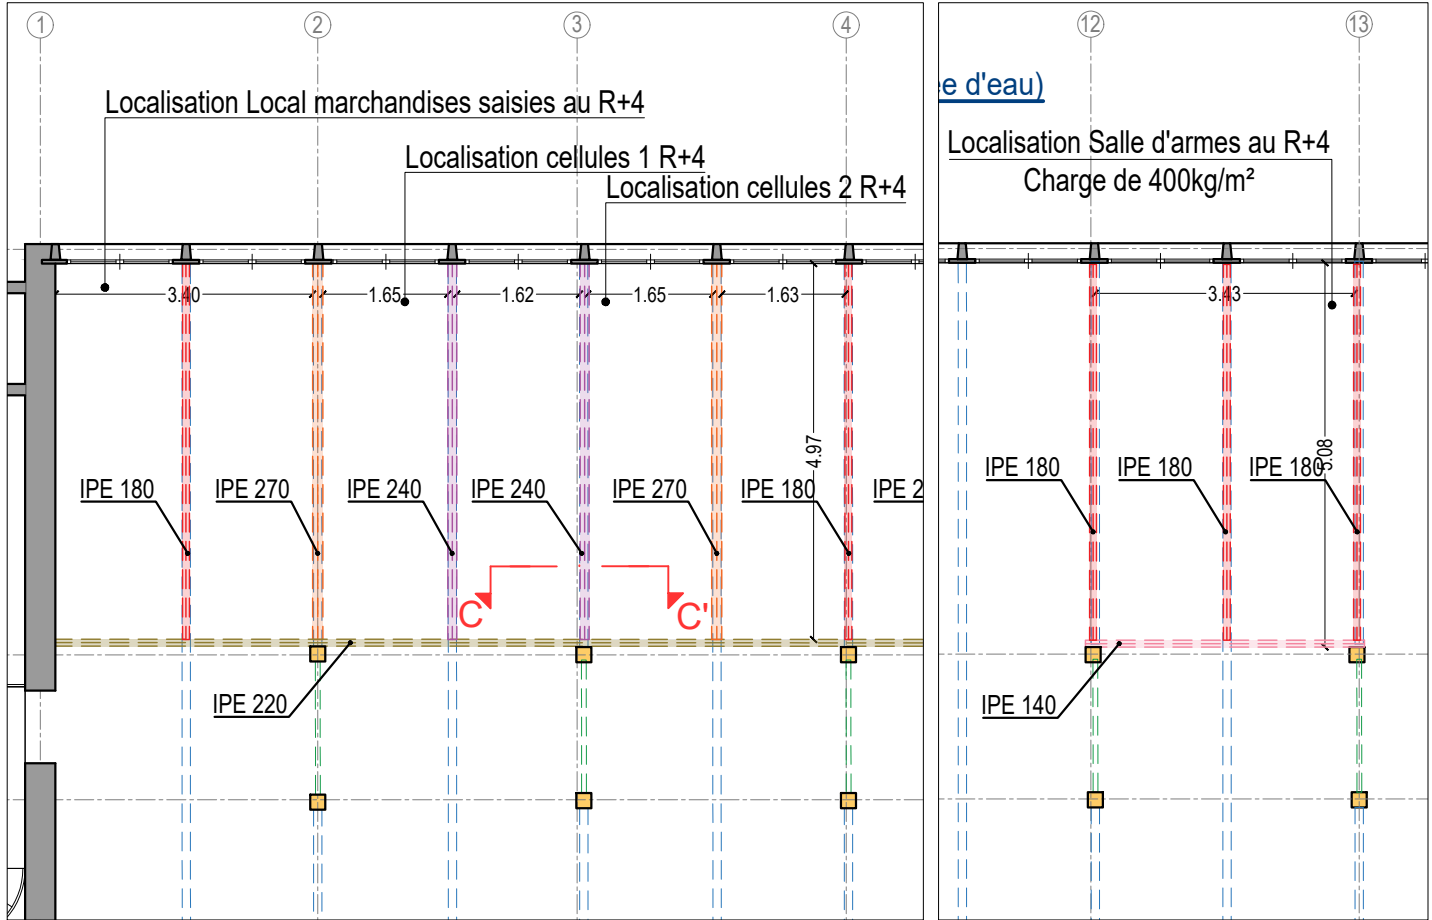 1
2
3
4
12
13
e d'eau)
Localisation Local marchandises saisies au R+4
Localisation cellules 1 R+4
Localisation cellules 2 R+4
Localisation Salle d'armes au R+4
Charge de 400kg/m²
3.40
1.65
1.62
1.65
1.63
3.43
4.97
5.08
IPE 180
IPE 270
IPE 240
IPE 240
IPE 270
IPE 180
IPE 2
IPE 180
IPE 180
IPE 180
C
C'
IPE 220
IPE 140